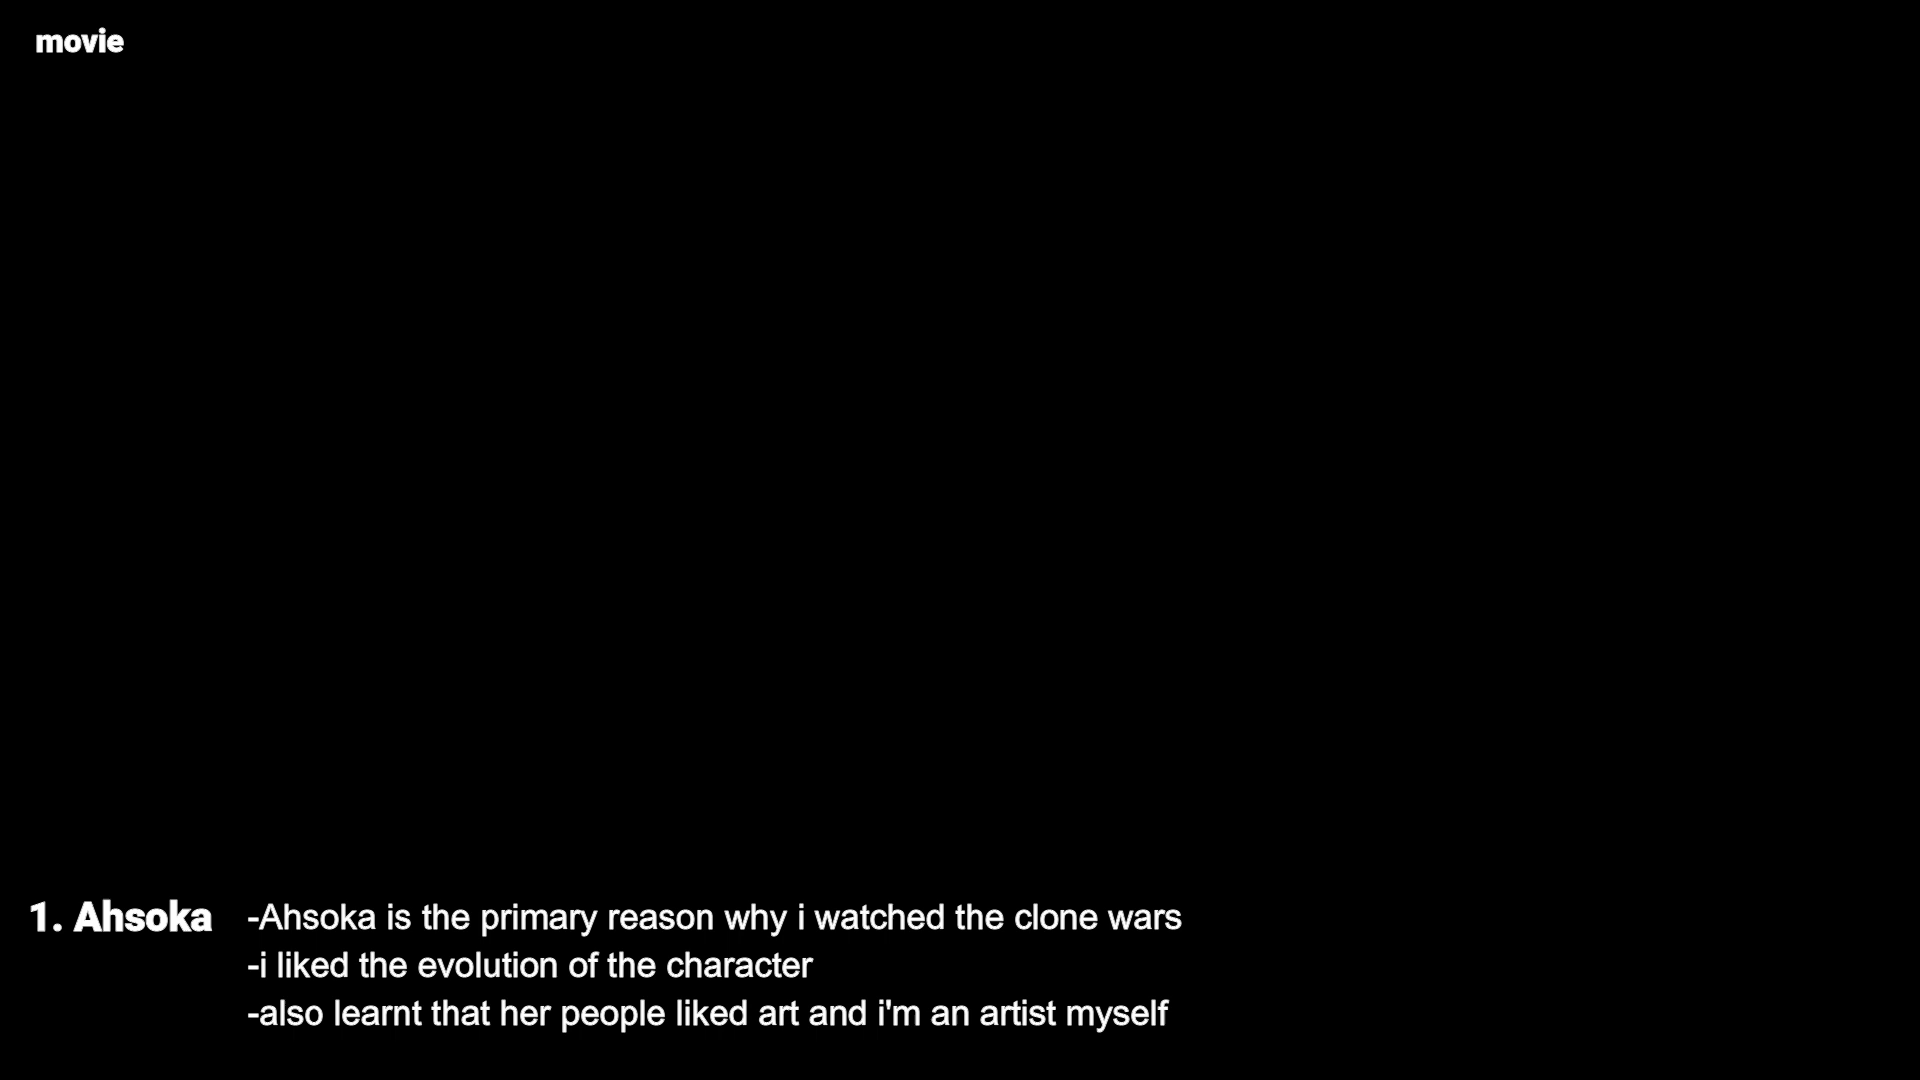 movie
1. Ahsoka
-Ahsoka is the primary reason why i watched the clone wars
-i liked the evolution of the character
-also learnt that her people liked art and i'm an artist myself